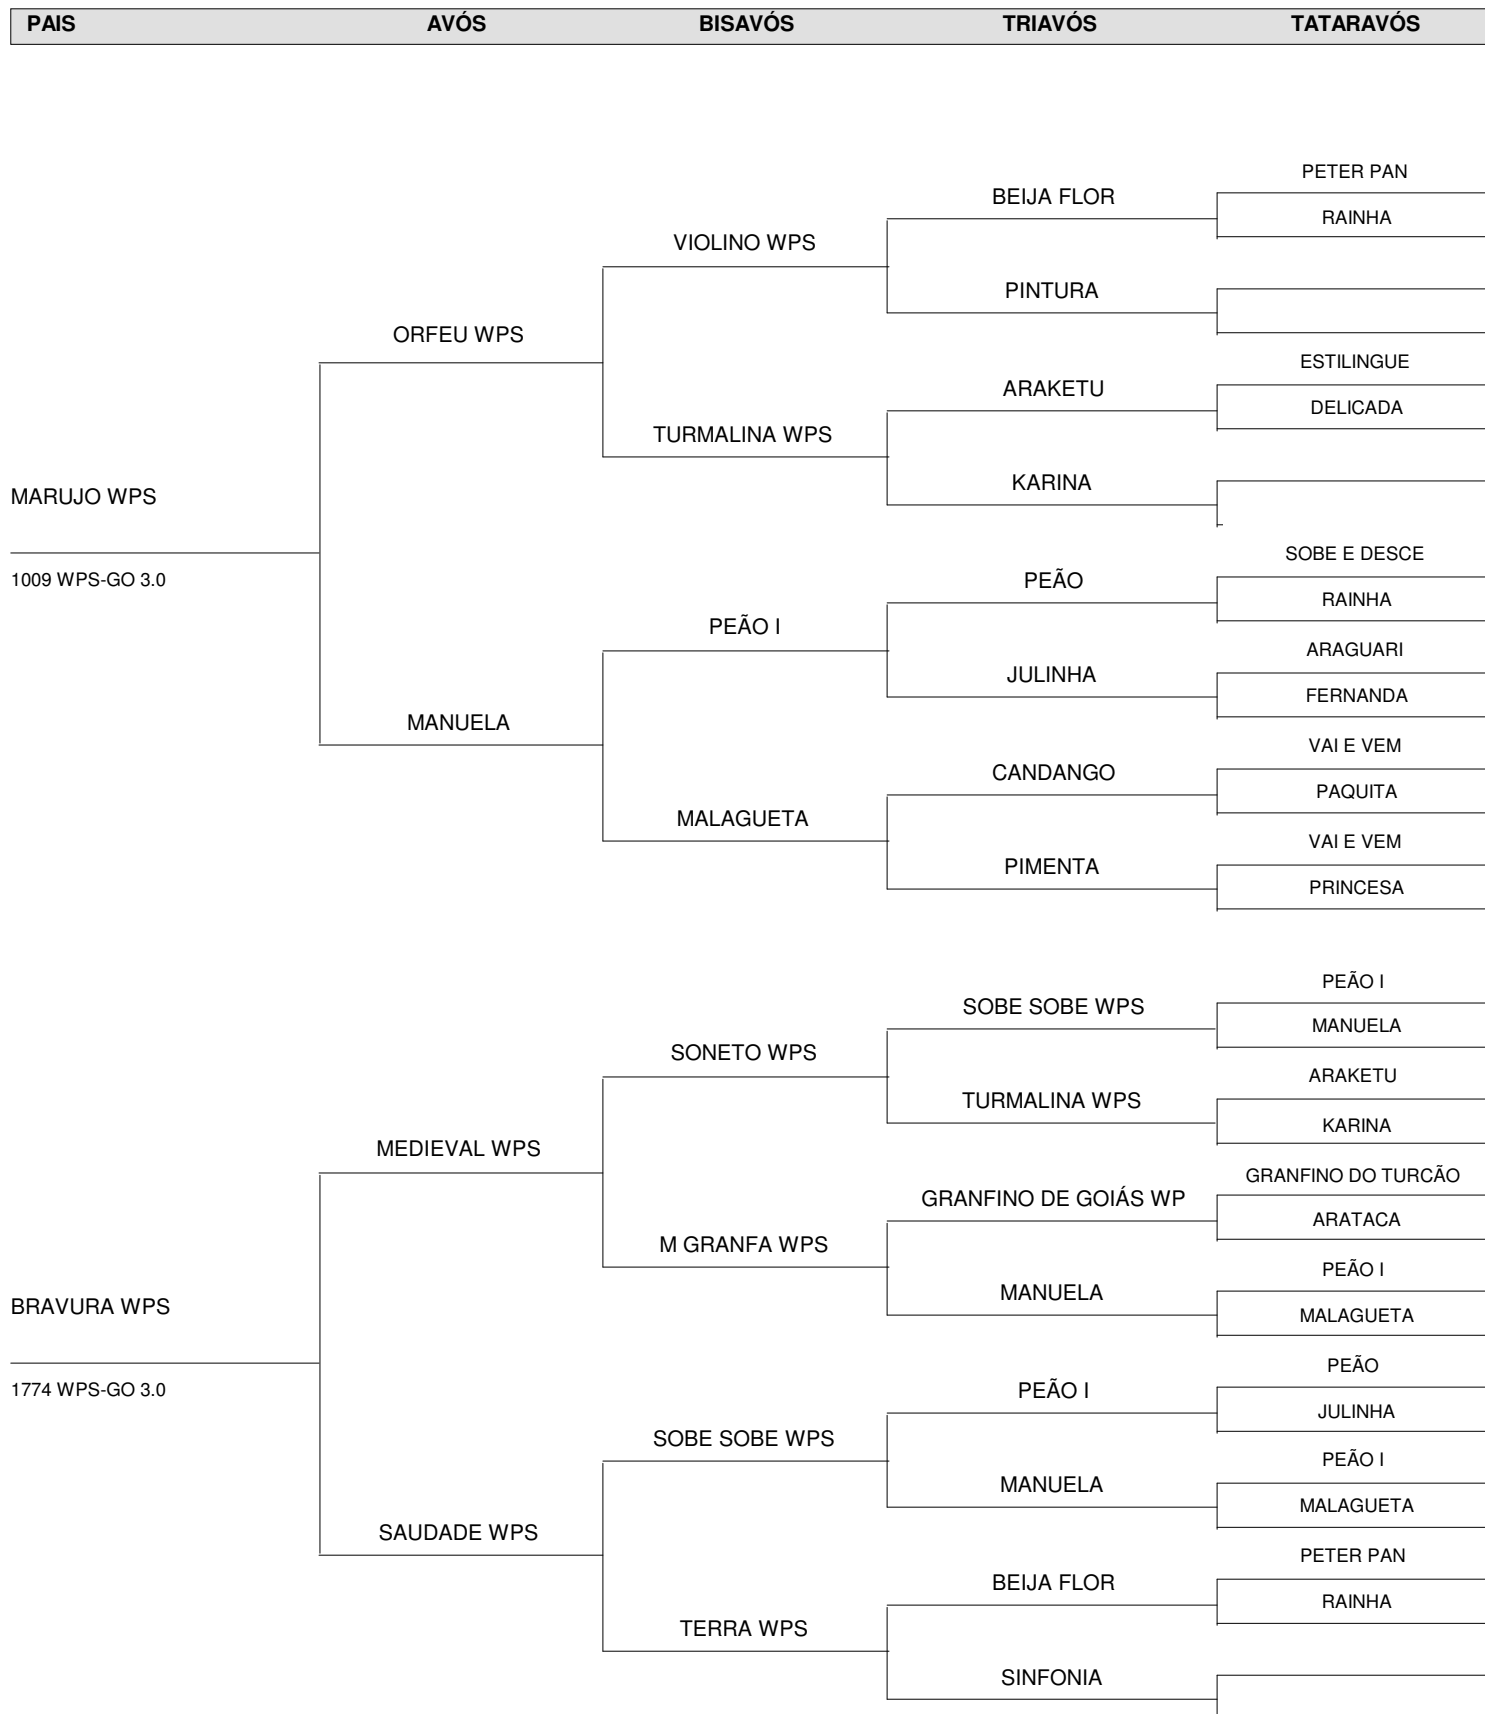 PAIS AVÓS BISAVÓS TRIAVÓS TATARAVÓS
PETER PAN
BEIJA FLOR
RAINHA
VIOLINO WPS
PINTURA
ORFEU WPS
ESTILINGUE
ARAKETU
DELICADA
TURMALINA WPS
KARINA
MARUJO WPS
SOBE E DESCE
1009 WPS-GO 3.0
PEÃO
RAINHA
PEÃO I
ARAGUARI
JULINHA
FERNANDA
MANUELA
VAI E VEM
CANDANGO
PAQUITA
MALAGUETA
VAI E VEM
PIMENTA
PRINCESA
PEÃO I
SOBE SOBE WPS
MANUELA
SONETO WPS
ARAKETU
TURMALINA WPS
KARINA
MEDIEVAL WPS
GRANFINO DO TURCÃO
GRANFINO DE GOIÁS WP
ARATACA
M GRANFA WPS
PEÃO I
MANUELA
BRAVURA WPS
MALAGUETA
PEÃO
1774 WPS-GO 3.0
PEÃO I
JULINHA
SOBE SOBE WPS
PEÃO I
MANUELA
MALAGUETA
SAUDADE WPS
PETER PAN
BEIJA FLOR
RAINHA
TERRA WPS
SINFONIA